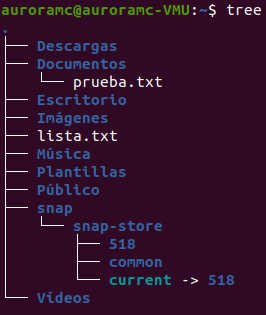 auroramc@auroramc-VMU:~$ tree
.
├── Descargas
├── Documentos
│   └── prueba.txt
├── Escritorio
├── Imágenes
├── lista.txt
├── Música
├── Plantillas
├── Público
├── snap
│   └── snap-store
│       ├── 518
│       ├── common
│       └── current -> 518
└── Vídeos